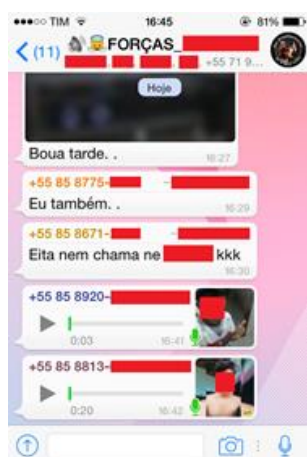 TIM 16:45 81%
(11) FORÇAS_
+55 71 9...
Hoje
Boua tarde. .
16:27
+55 85 8775- -
Eu também. .
16:29
+55 85 8671- -
Eita nem chama ne kkk
16:30
+55 85 8920-
0:03 16:41
+55 85 8813-
0:20 16:42